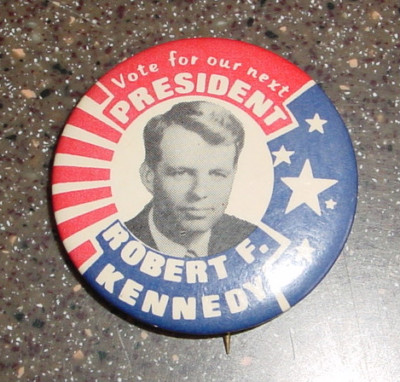 Vote for our next
PRESIDENT
ROBERT F.
KENNEDY